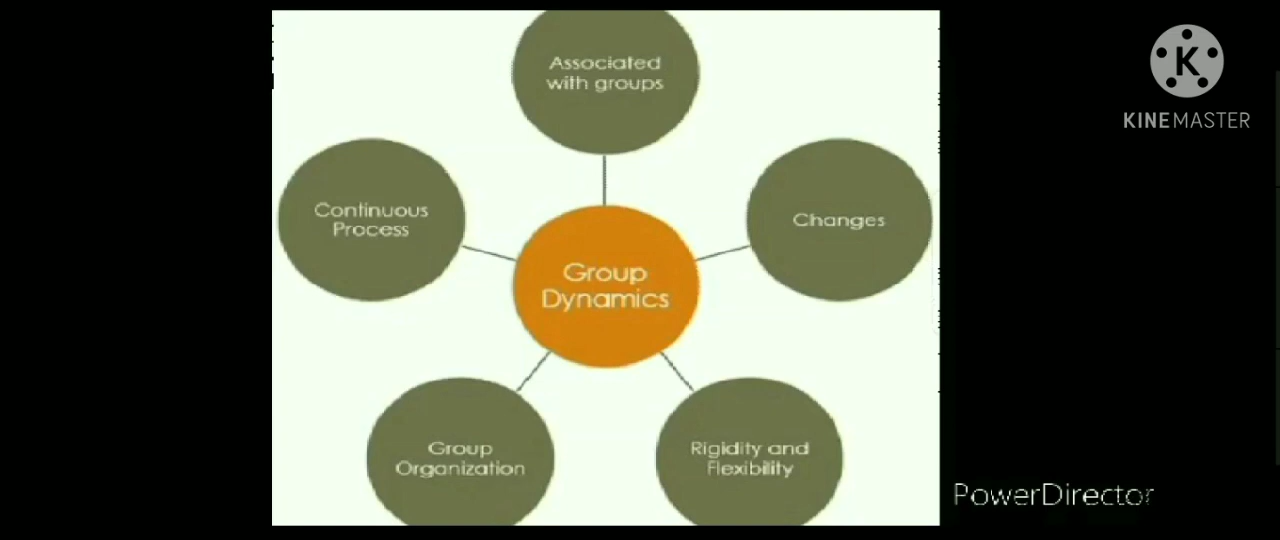 Associated
with groups
Continuous
Process
Changes
Group
Dynamics
Group
Organization
Rigidity and
Flexibility
K
KINEMASTER
PowerDirector